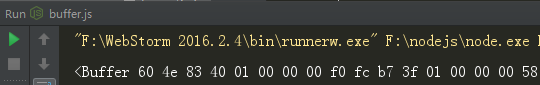 Run buffer.js
"F:\WebStorm 2016.2.4\bin\runnerw.exe" F:\nodejs\node.exe
<Buffer 60 4e 83 40 01 00 00 00 f0 fc b7 3f 01 00 00 00 58